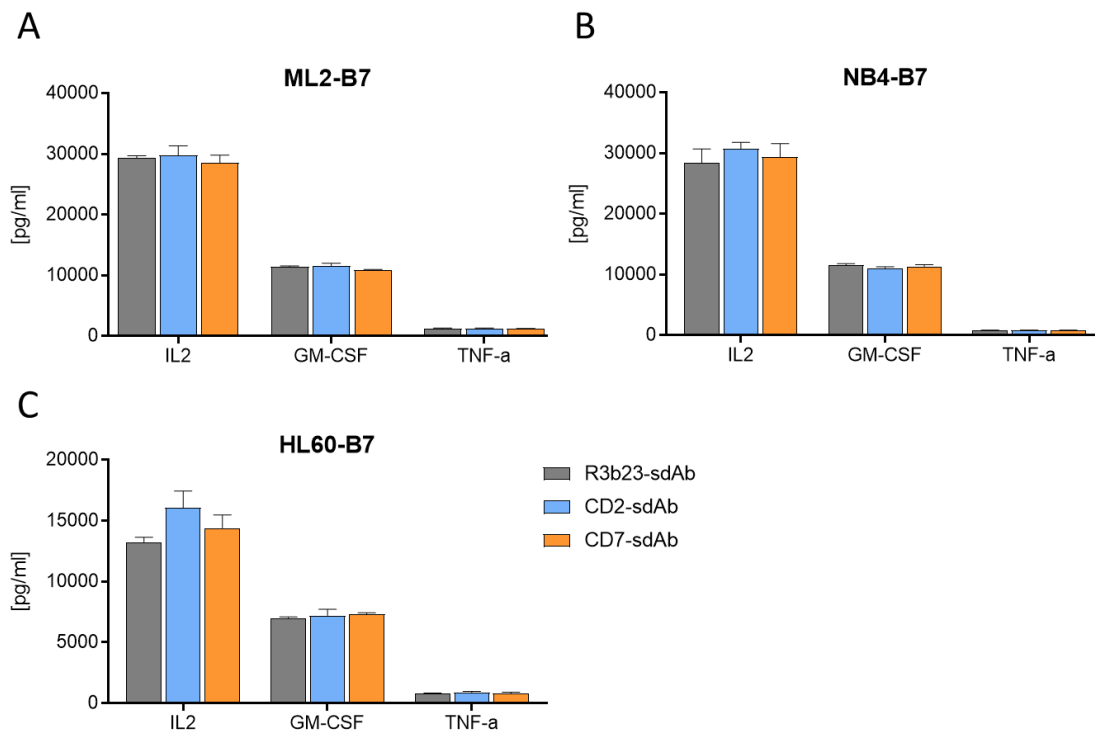 A
ML2-B7
40000
30000
20000
10000
0
[pg/ml]
IL2 GM-CSF TNF-a
B
NB4-B7
40000
30000
20000
10000
0
[pg/ml]
IL2 GM-CSF TNF-a
C
HL60-B7
20000
15000
10000
5000
0
[pg/ml]
IL2 GM-CSF TNF-a
R3b23-sdAb
CD2-sdAb
CD7-sdAb